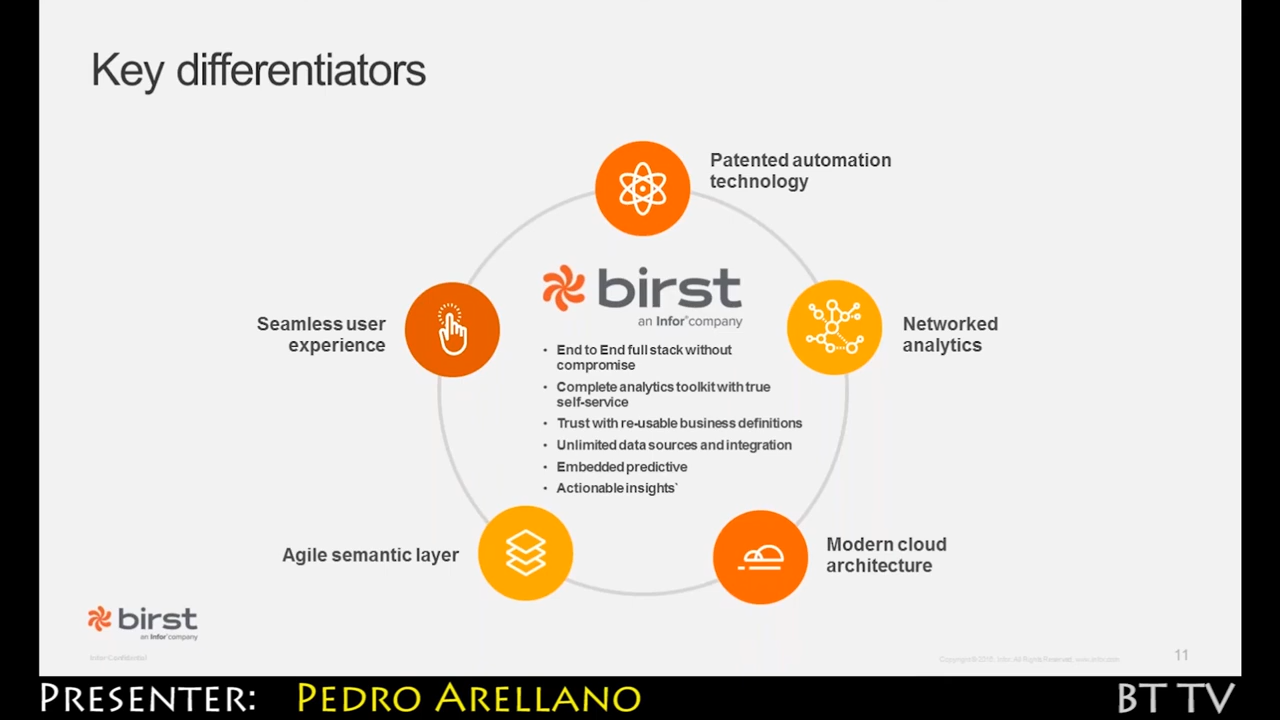 Key differentiators
Patented automation
technology
birst
an Infor® company
Seamless user
experience
Networked
analytics
• End to End full stack without
compromise
• Complete analytics toolkit with true
self-service
• Trust with re-usable business definitions
• Unlimited data sources and integration
• Embedded predictive
• Actionable insights`
Agile semantic layer
Modern cloud
architecture
birst
an Infor® company
Infor Confidential
11
PRESENTER: PEDRO ARELLANO
BT TV